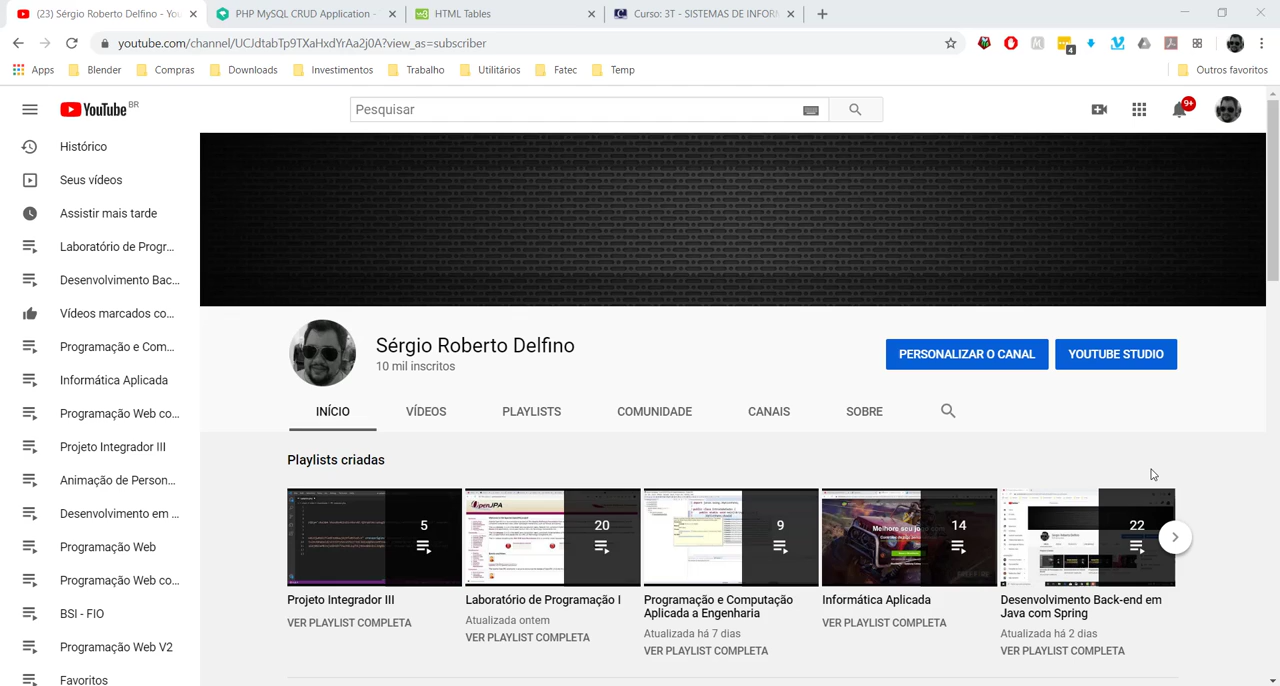 (23) Sérgio Roberto Delfino - You
PHP MySQL CRUD Application -
HTML Tables
Curso: 3T - SISTEMAS DE INFOR
youtube.com/channel/UCJdtabTp9TXaHxdYrAa2j0A?view_as=subscriber
4
Apps
Blender
Compras
Downloads
Investimentos
Trabalho
Utilitários
Fatec
Temp
Outros favoritos
YouTube BR
Pesquisar
9+
Histórico
Seus vídeos
Assistir mais tarde
Laboratório de Progr...
Desenvolvimento Bac...
Vídeos marcados co...
Programação e Com...
Informática Aplicada
Programação Web co...
Projeto Integrador III
Animação de Person...
Desenvolvimento em ...
Programação Web
Programação Web co...
BSI - FIO
Programação Web V2
Favoritos
Sérgio Roberto Delfino
10 mil inscritos
PERSONALIZAR O CANAL
YOUTUBE STUDIO
INÍCIO
VÍDEOS
PLAYLISTS
COMUNIDADE
CANAIS
SOBRE
Playlists criadas
5
20
9
14
22
Projeto Integrador I
VER PLAYLIST COMPLETA
Laboratório de Programação I
Atualizada ontem
VER PLAYLIST COMPLETA
Programação e Computação
Aplicada a Engenharia
Atualizada há 7 dias
VER PLAYLIST COMPLETA
Informática Aplicada
VER PLAYLIST COMPLETA
Desenvolvimento Back-end em
Java com Spring
Atualizada há 2 dias
VER PLAYLIST COMPLETA